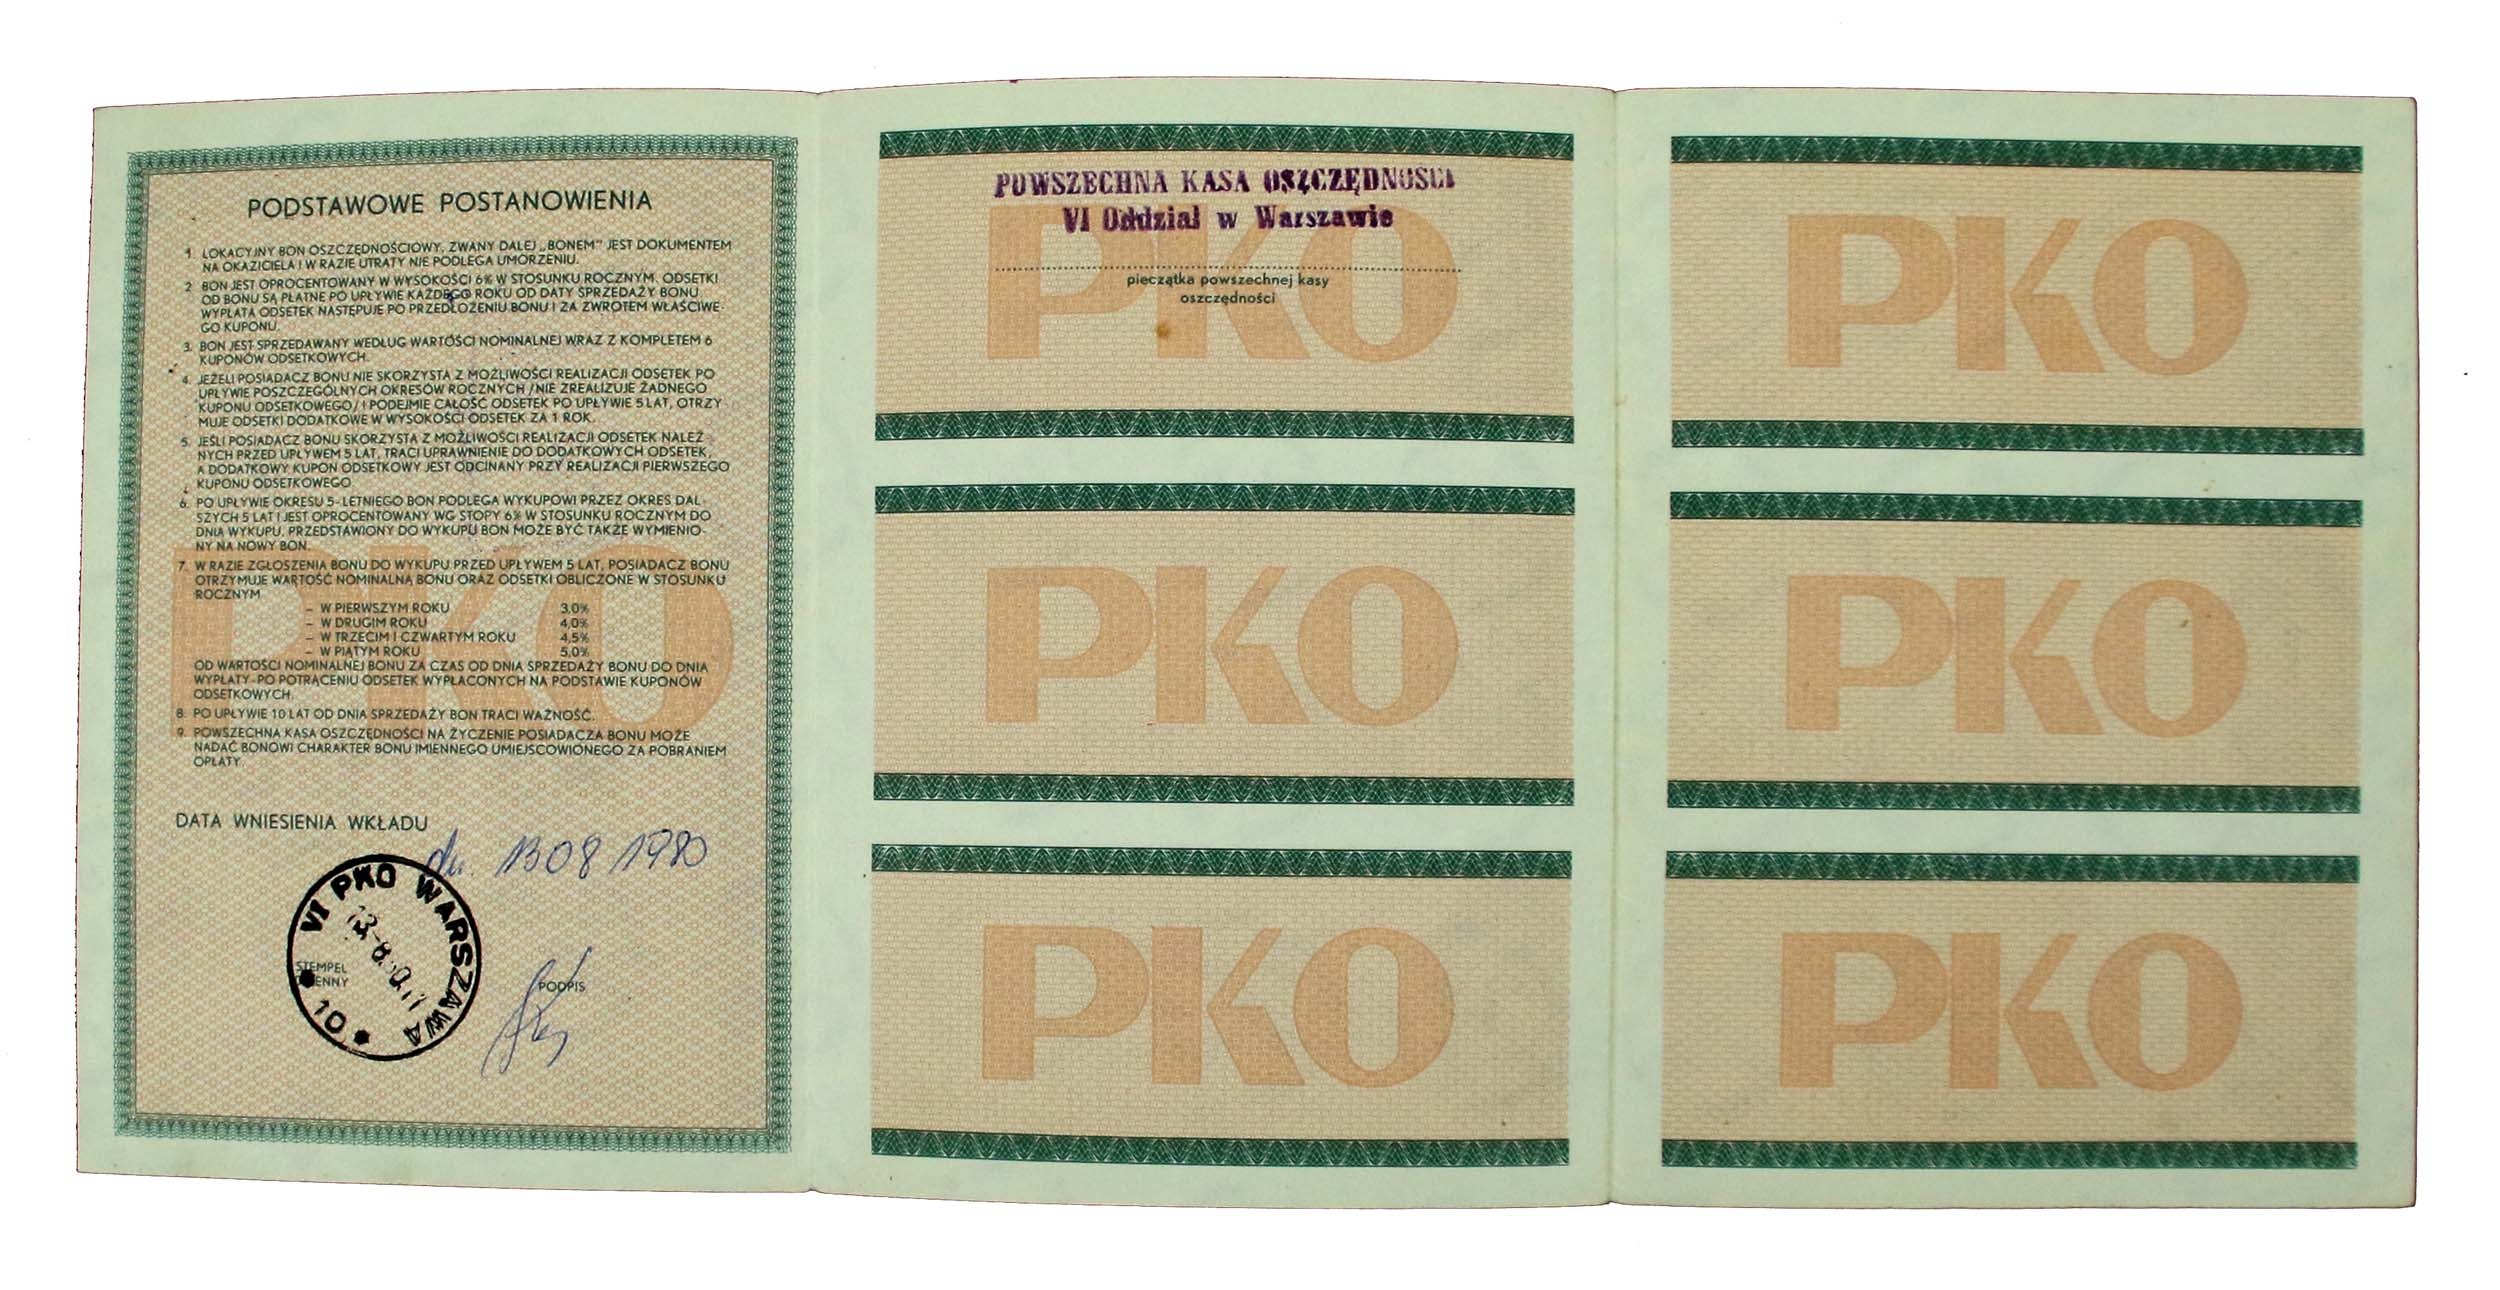 PODSTAWOWE POSTANOWIENIA
1. LOKACYJNY BON OSZCZĘDNOŚCIOWY, ZWANY DALEJ „BONEM" JEST DOKUMENTEM
NA OKAZICIELA I W RAZIE UTRATY NIE PODLEGA UMORZENIU.
2 BON JEST OPROCENTOWANY W WYSOKOŚCI 6% W STOSUNKU ROCZNYM. ODSETKI
OD BONU SĄ PŁATNE PO UPŁYWIE KAŻDEGO ROKU OD DATY SPRZEDAŻY BONU
WYPŁATA ODSETEK NASTĘPUJE PO PRZEDŁOŻENIU BONU I ZA ZWROTEM WŁAŚCIWE-
GO KUPONU.
3. BON JEST SPRZEDAWANY WEDŁUG WARTOŚCI NOMINALNEJ WRAZ Z KOMPLETEM 6
KUPONÓW ODSETKOWYCH.
4. JEŻELI POSIADACZ BONU NIE SKORZYSTA Z MOŻLIWOŚCI REALIZACJI ODSETEK PO
UPŁYWIE POSZCZEGÓLNYCH OKRESÓW ROCZNYCH /NIE ZREALIZUJE ŻADNEGO
KUPONU ODSETKOWEGO/ I PODEJMIE CAŁOŚĆ ODSETEK PO UPŁYWIE 5 LAT, OTRZY
MUJE ODSETKI DODATKOWE W WYSOKOŚCI ODSETEK ZA 1 ROK.
5. JEŚLI POSIADACZ BONU SKORZYSTA Z MOŻLIWOŚCI REALIZACJI ODSETEK NALEŻ
NYCH PRZED UPŁYWEM 5 LAT, TRACI UPRAWNIENIE DO DODATKOWYCH ODSETEK,
A DODATKOWY KUPON ODSETKOWY JEST ODCINANY PRZY REALIZACJI PIERWSZEGO
KUPONU ODSETKOWEGO
6. PO UPŁYWIE OKRESU 5-LETNIEGO BON PODLEGA WYKUPOWI PRZEZ OKRES DAL-
SZYCH 5 LAT I JEST OPROCENTOWANY WG STOPY 6% W STOSUNKU ROCZNYM DO
DNIA WYKUPU. PRZEDSTAWIONY DO WYKUPU BON MOŻE BYĆ TAKŻE WYMIENIO-
NY NA NOWY BON.
7. W RAZIE ZGŁOSZENIA BONU DO WYKUPU PRZED UPŁYWEM 5 LAT, POSIADACZ BONU
OTRZYMUJE WARTOŚĆ NOMINALNĄ BONU ORAZ ODSETKI OBLICZONE W STOSUNKU
ROCZNYM
– W PIERWSZYM ROKU 3,0%
– W DRUGIM ROKU 4,0%
– W TRZECIM I CZWARTYM ROKU 4,5%
– W PIĄTYM ROKU 5,0%
OD WARTOŚCI NOMINALNEJ BONU ZA CZAS OD DNIA SPRZEDAŻY BONU DO DNIA
WYPŁATY-PO POTRĄCENIU ODSETEK WYPŁACONYCH NA PODSTAWIE KUPONÓW
ODSETKOWYCH.
8. PO UPŁYWIE 10 LAT OD DNIA SPRZEDAŻY BON TRACI WAŻNOŚĆ.
9. POWSZECHNA KASA OSZCZĘDNOŚCI NA ŻYCZENIE POSIADACZA BONU MOŻE
NADAĆ BONOWI CHARAKTER BONU IMIENNEGO UMIEJSCOWIONEGO ZA POBRANIEM
OPŁATY
PKO
DATA WNIESIENIA WKŁADU
dn. 13 08 1980
VI PKO WARSZAWA
10
STEMPEL
PODPIS
POWSZECHNA KASA OSZCZĘDNOŚCI
VI Oddział w Warszawie
pieczątka powszechnej kasy
oszczędności
PKO
PKO
PKO
PKO
PKO
PKO